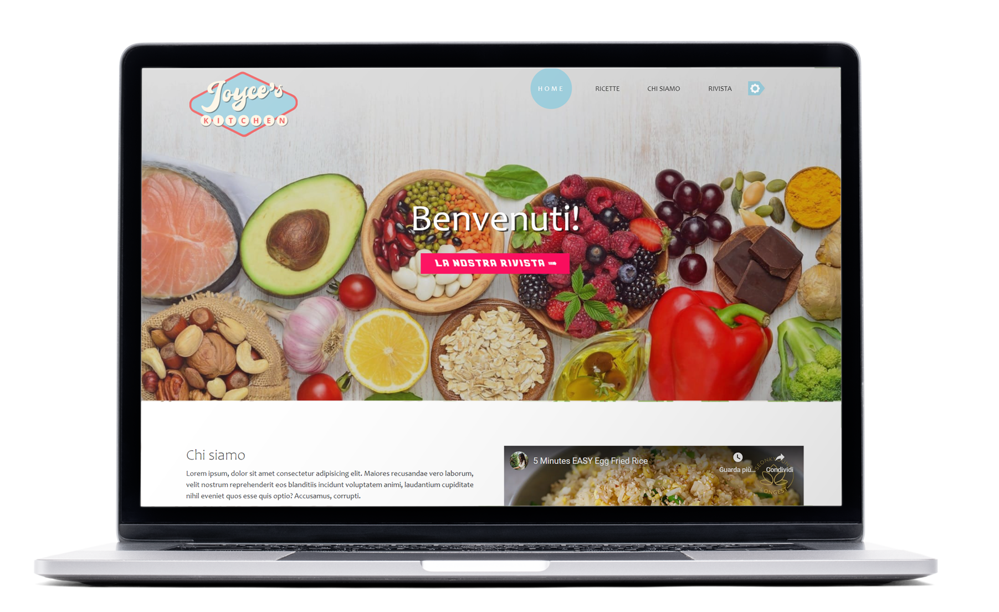 Joyce's
KITCHEN
HOME
RICETTE
CHI SIAMO
RIVISTA
Benvenuti!
LA NOSTRA RIVISTA
Chi siamo
Lorem ipsum, dolor sit amet consectetur adipisicing elit. Maiores recusandae vero laborum,
velit nostrum reprehenderit eos blanditiis incidunt voluptatem animi, laudantium cupiditate
nihil eveniet quos esse quis optio? Accusamus, corrupti.
5 Minutes EASY Egg Fried Rice
Guarda più...
Condividi